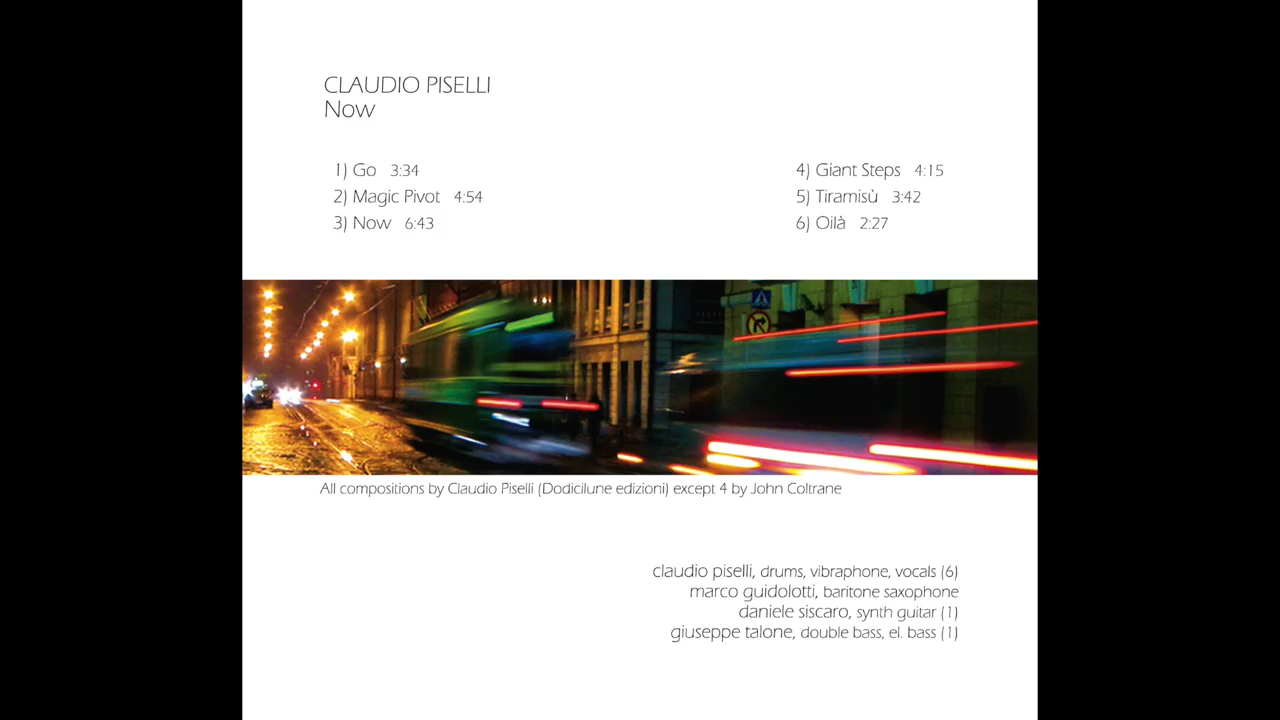 CLAUDIO PISELLI
Now
1) Go 3:34
2) Magic Pivot 4:54
3) Now 6:43
4) Giant Steps 4:15
5) Tiramisù 3:42
6) Oilà 2:27
All compositions by Claudio Piselli (Dodicilune edizioni) except 4 by John Coltrane
claudio piselli, drums, vibraphone, vocals (6)
marco guidolotti, baritone saxophone
daniele siscaro, synth guitar (1)
giuseppe talone, double bass, el. bass (1)